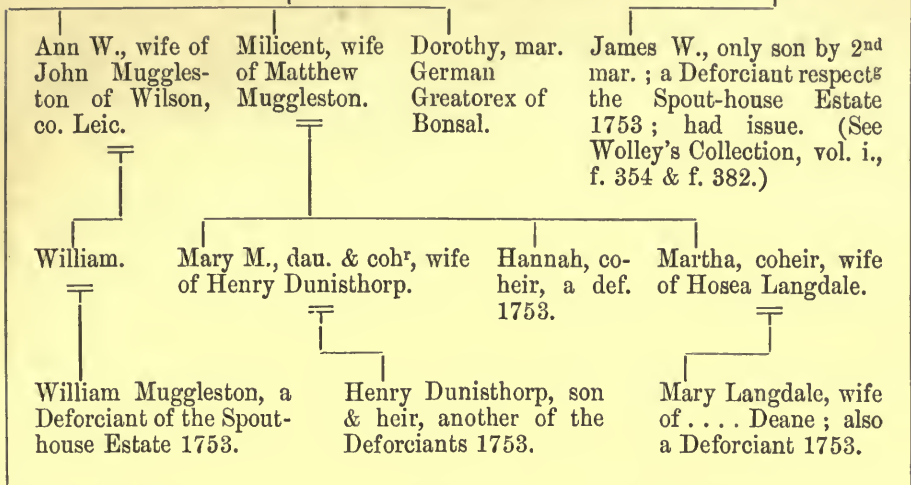 Ann W., wife of
John Muggles-
ton of Wilson,
co. Leic.
Milicent, wife
of Matthew
Muggleston.
Dorothy, mar.
German
Greatorex of
Bonsal.
James W., only son by 2nd
mar. ; a Deforciant respectg
the Spout-house Estate
1753 ; had issue. (See
Wolley's Collection, vol. i.,
f. 354 & f. 382.)
William.
Mary M., dau. & cohr, wife
of Henry Dunisthorp.
Hannah, co-
heir, a def.
1753.
Martha, coheir, wife
of Hosea Langdale.
William Muggleston, a
Deforciant of the Spout-
house Estate 1753.
Henry Dunisthorp, son
& heir, another of the
Deforciants 1753.
Mary Langdale, wife
of .... Deane ; also
a Deforciant 1753.